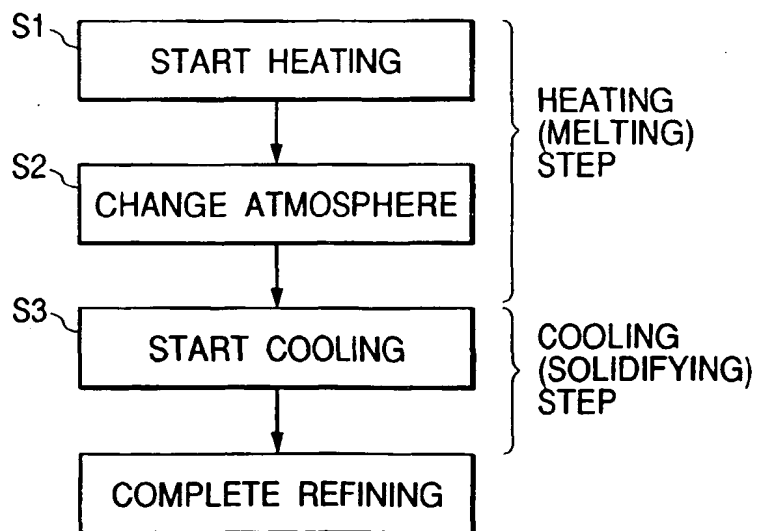 S1
START HEATING
S2
CHANGE ATMOSPHERE
HEATING
(MELTING)
STEP
S3
START COOLING
COOLING
(SOLIDIFYING)
STEP
COMPLETE REFINING